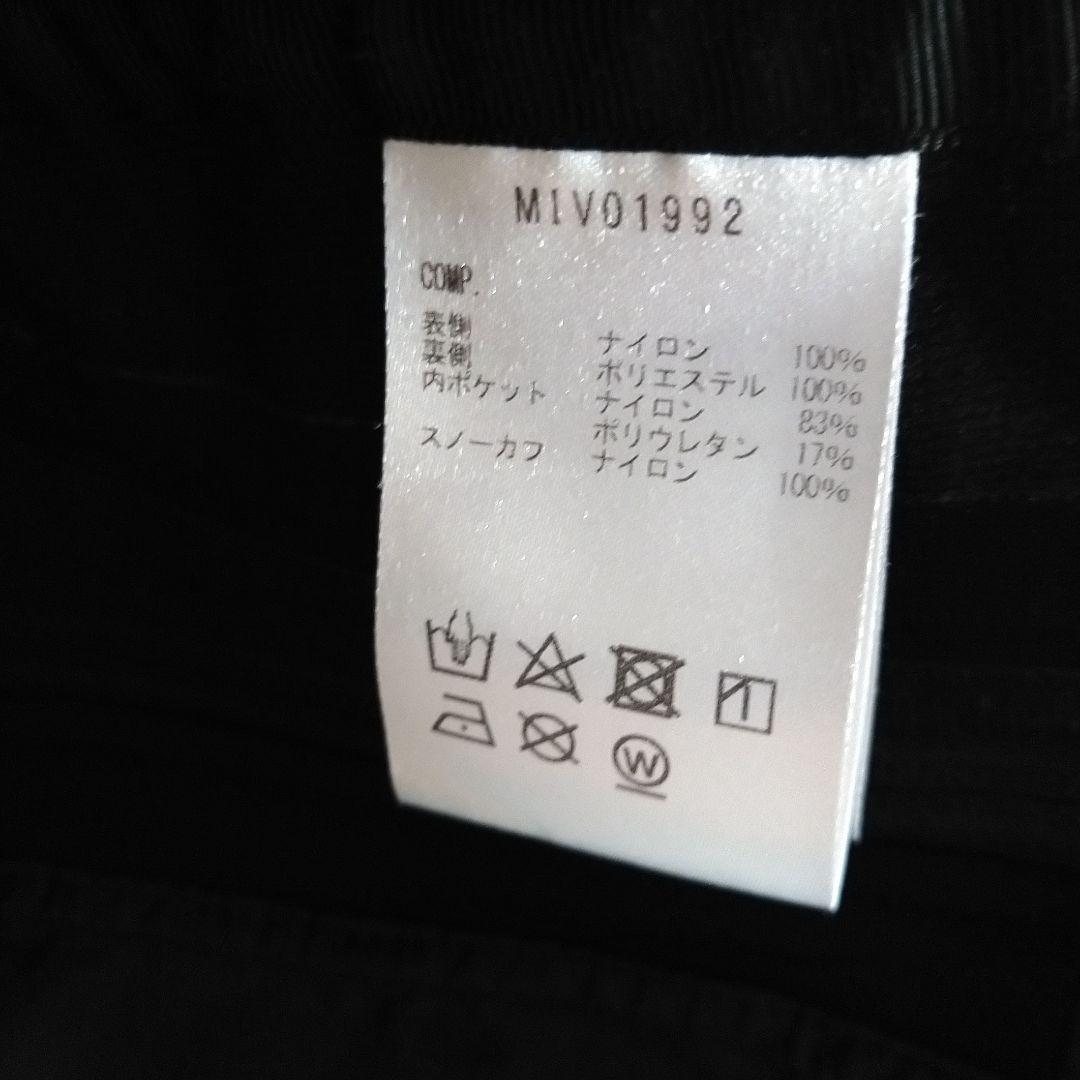 MIV01992
COMP.
表側 ナイロン 100%
裏側 ポリエステル 100%
内ポケット ナイロン 83%
ポリウレタン 17%
スノーカフ ナイロン 100%
W